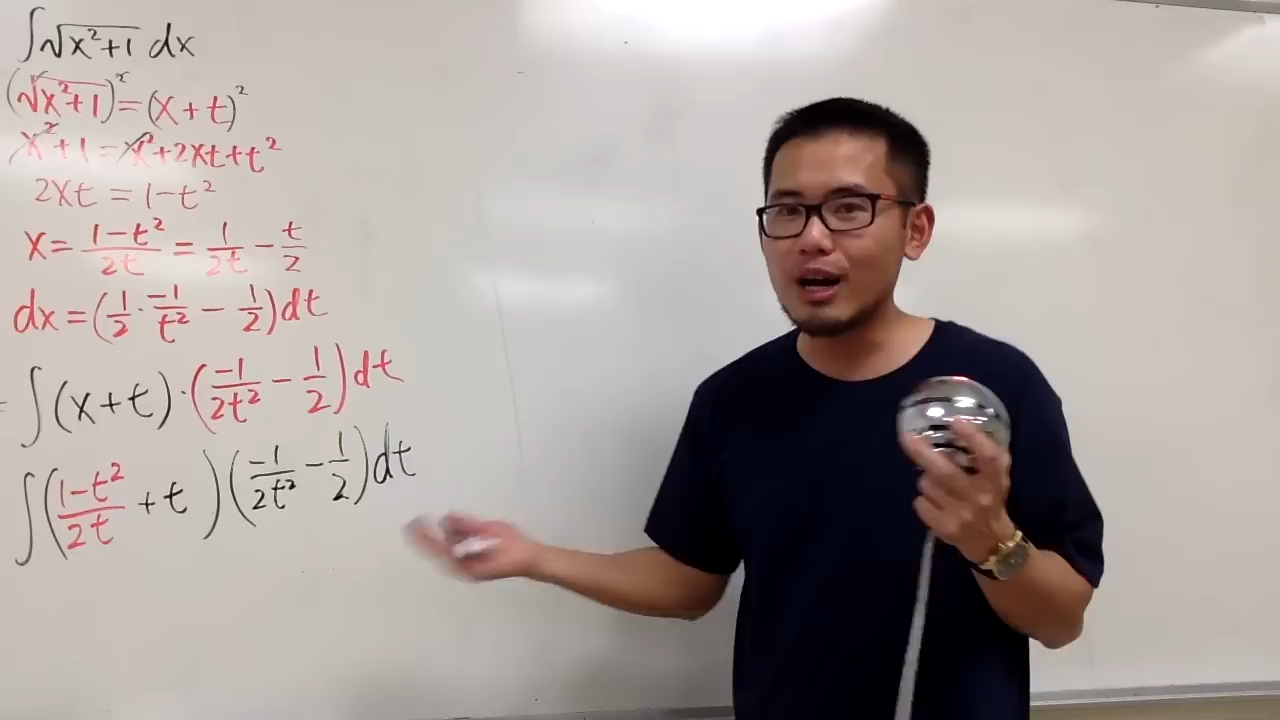 ∫√x²+1 dx
(√x²+1)² = (x+t)²
x²+1 = x²+2xt+t²
2xt = 1-t²
x = 1-t²/2t = 1/2t - t/2
dx = (1/2 · -1/t² - 1/2)dt
= ∫(x+t)·(-1/2t² - 1/2)dt
∫(1-t²/2t + t)(-1/2t² - 1/2)dt